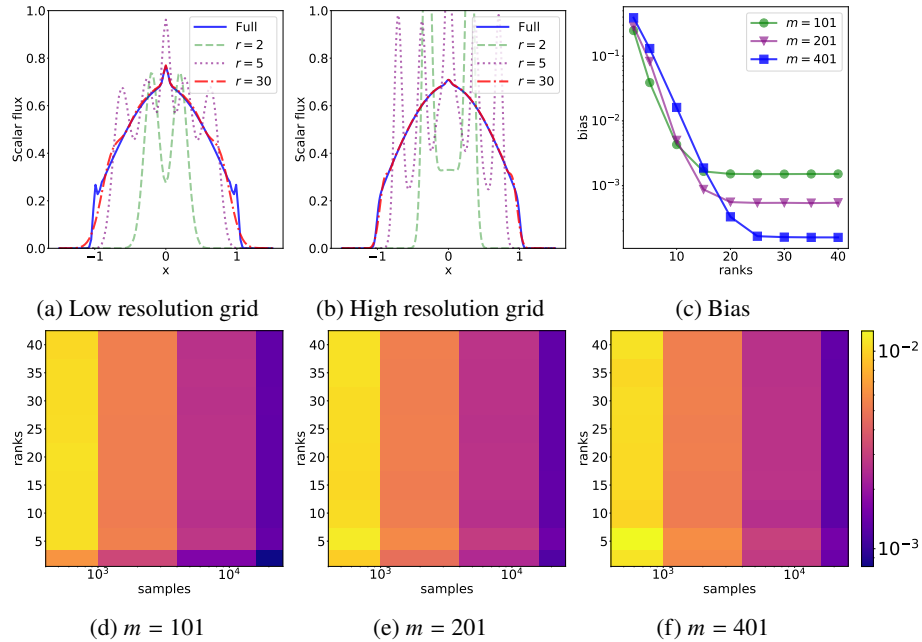 1.0
0.8
0.6
0.4
0.2
0.0
Scalar flux
−1
0
1
x
Full
r = 2
r = 5
r = 30
1.0
0.8
0.6
0.4
0.2
0.0
Scalar flux
−1
0
1
x
Full
r = 2
r = 5
r = 30
10⁻¹
10⁻²
10⁻³
bias
10
20
30
40
ranks
m = 101
m = 201
m = 401
(a) Low resolution grid
(b) High resolution grid
(c) Bias
40
35
30
25
20
15
10
5
ranks
10³
10⁴
samples
40
35
30
25
20
15
10
5
ranks
10³
10⁴
samples
40
35
30
25
20
15
10
5
ranks
10³
10⁴
samples
10⁻²
10⁻³
(d) m = 101
(e) m = 201
(f) m = 401